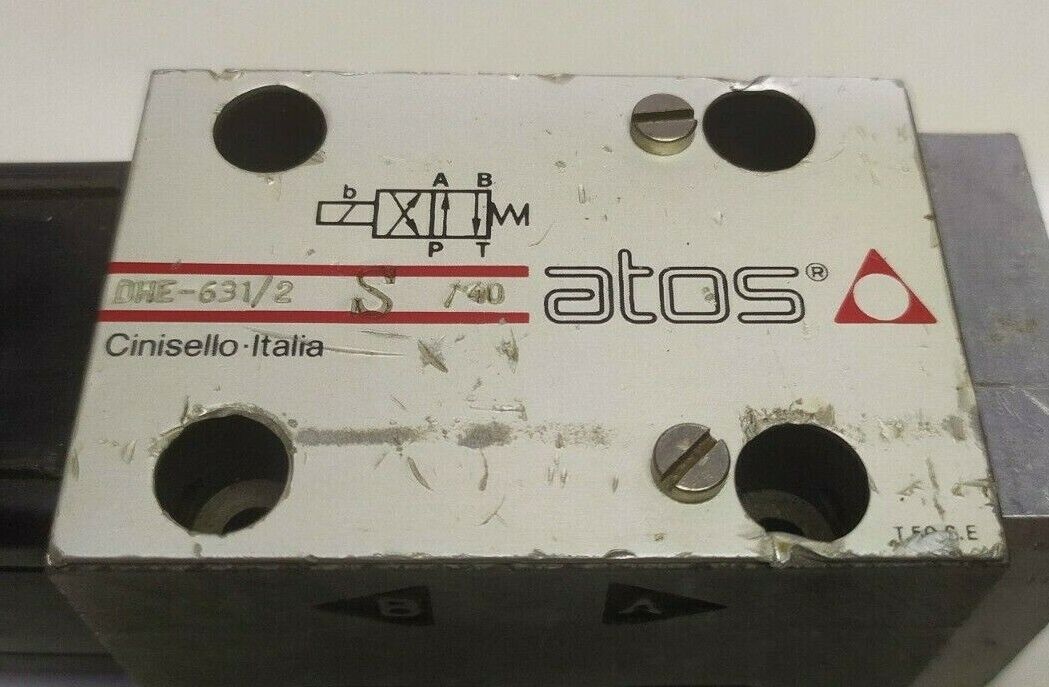 b A B
P T
DHE-631/2 S /40
atos®
Cinisello·Italia
B A